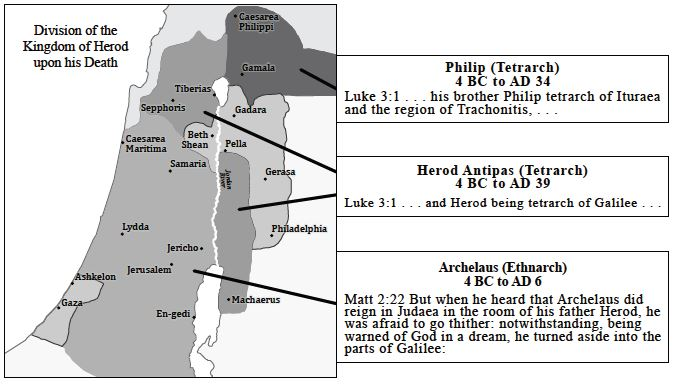 Division of the
Kingdom of Herod
upon his Death
Caesarea
Philippi
Gamala
Tiberias
Sepphoris
Gadara
Beth
Shean
Caesarea
Maritima
Pella
Samaria
Jordan
River
Gerasa
Lydda
Philadelphia
Jericho
Jerusalem
Ashkelon
Gaza
Machaerus
En-gedi
Philip (Tetrarch)
4 BC to AD 34
Luke 3:1 . . . his brother Philip tetrarch of Ituraea
and the region of Trachonitis, . . .
Herod Antipas (Tetrarch)
4 BC to AD 39
Luke 3:1 . . . and Herod being tetrarch of Galilee . . .
Archelaus (Ethnarch)
4 BC to AD 6
Matt 2:22 But when he heard that Archelaus did
reign in Judaea in the room of his father Herod, he
was afraid to go thither: notwithstanding, being
warned of God in a dream, he turned aside into the
parts of Galilee: